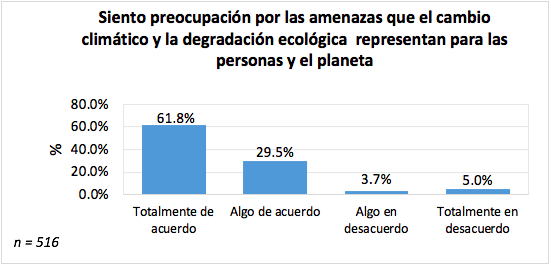 Siento preocupación por las amenazas que el cambio
climático y la degradación ecológica representan para las
personas y el planeta
80.0%
60.0%
40.0%
20.0%
0.0%
%
61.8%
29.5%
3.7%
5.0%
Totalmente de
acuerdo
Algo de acuerdo
Algo en
desacuerdo
Totalmente en
desacuerdo
n = 516